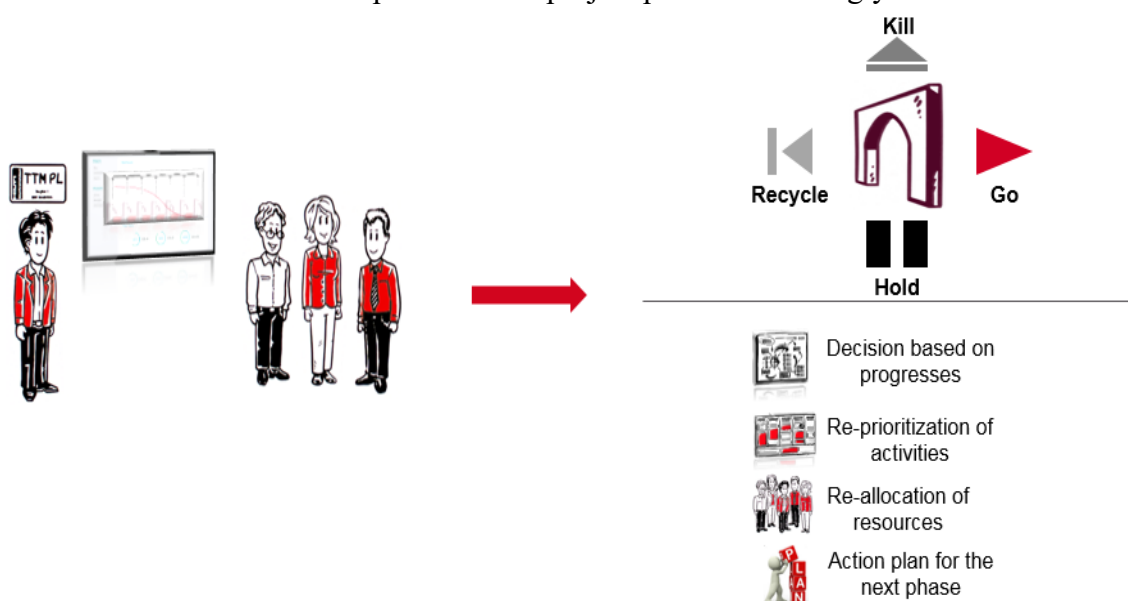 Kill
TTM PL
Recycle
Go
Hold
Decision based on
progresses
Re-prioritization of
activities
Re-allocation of
resources
Action plan for the
next phase
PLAN